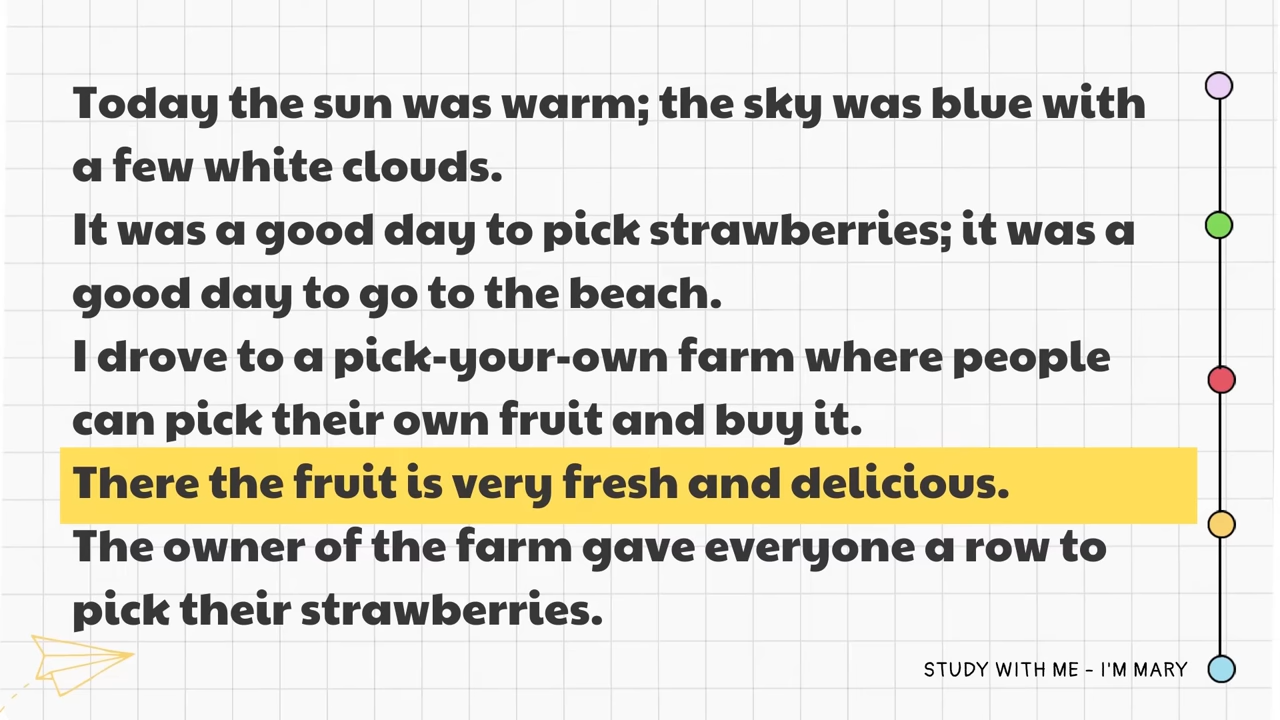 Today the sun was warm; the sky was blue with
a few white clouds.
It was a good day to pick strawberries; it was a
good day to go to the beach.
I drove to a pick-your-own farm where people
can pick their own fruit and buy it.
There the fruit is very fresh and delicious.
The owner of the farm gave everyone a row to
pick their strawberries.
STUDY WITH ME - I'M MARY